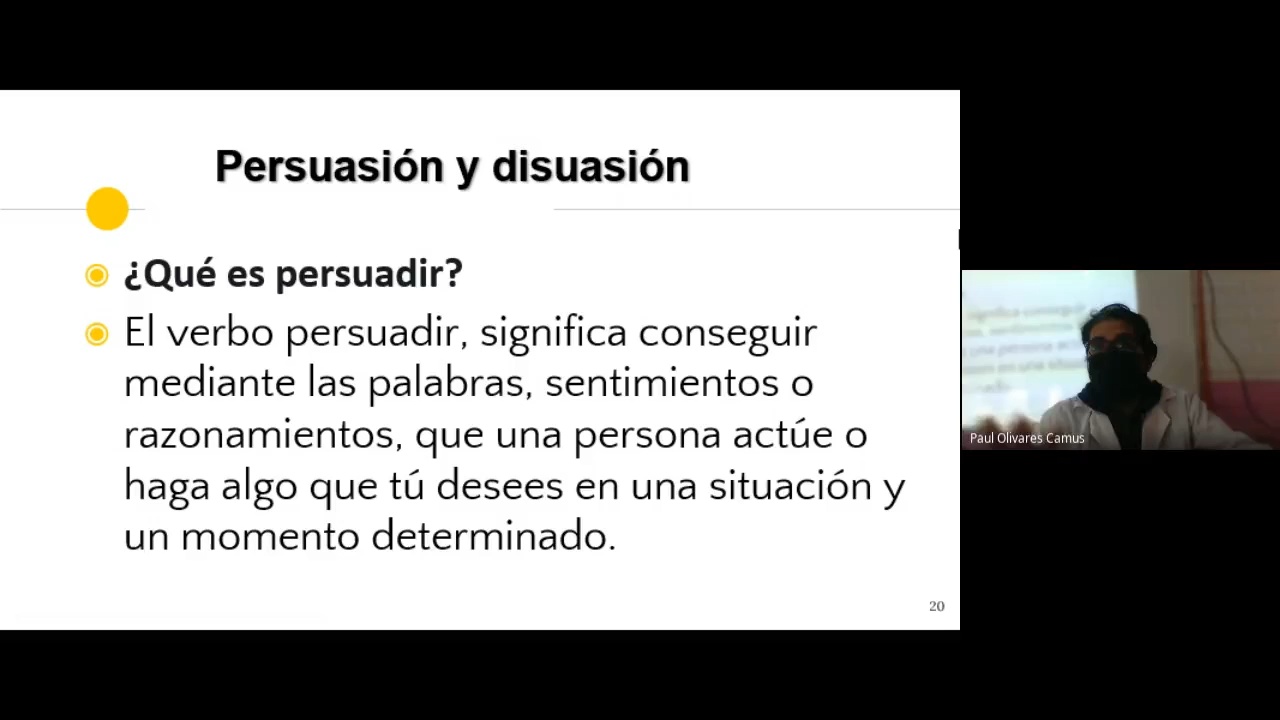 Persuasión y disuasión
¿Qué es persuadir?
El verbo persuadir, significa conseguir
mediante las palabras, sentimientos o
razonamientos, que una persona actúe o
haga algo que tú desees en una situación y
un momento determinado.
20
Paul Olivares Camus